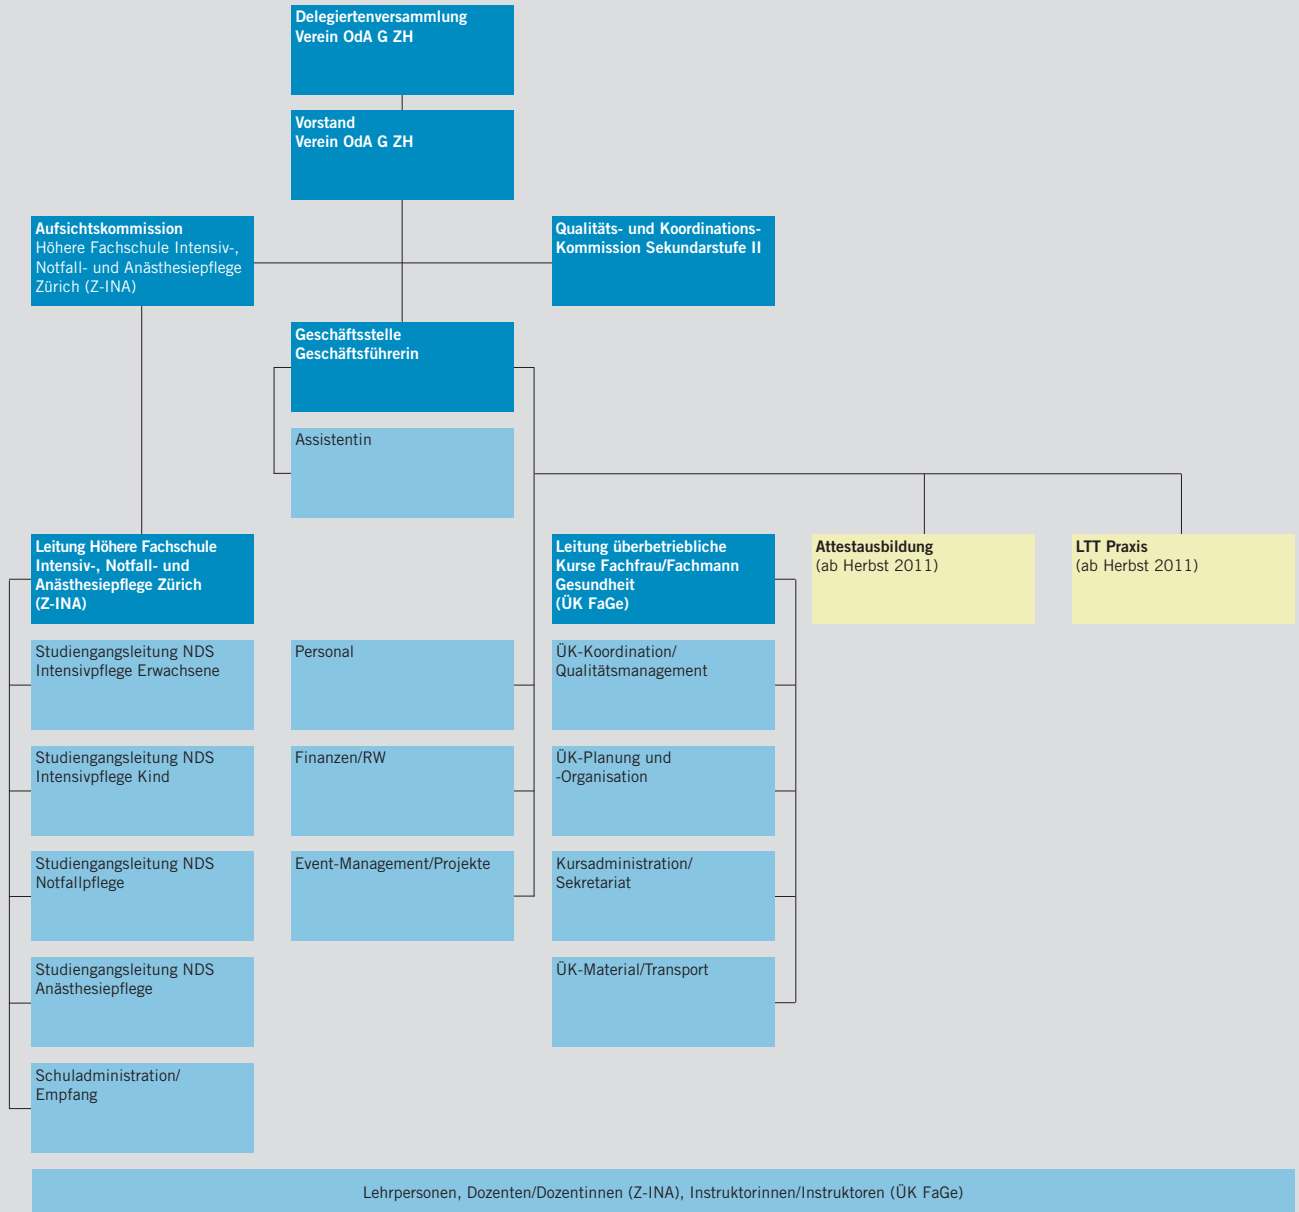 Delegiertenversammlung
Verein OdA G ZH
Vorstand
Verein OdA G ZH
Aufsichtskommission
Höhere Fachschule Intensiv-,
Notfall- und Anästhesiepflege
Zürich (Z-INA)
Qualitäts- und Koordinations-
Kommission Sekundarstufe II
Geschäftsstelle
Geschäftsführerin
Assistentin
Leitung Höhere Fachschule
Intensiv-, Notfall- und
Anästhesiepflege Zürich
(Z-INA)
Leitung überbetriebliche
Kurse Fachfrau/Fachmann
Gesundheit
(ÜK FaGe)
Attestausbildung
(ab Herbst 2011)
LTT Praxis
(ab Herbst 2011)
Studiengangsleitung NDS
Intensivpflege Erwachsene
Personal
ÜK-Koordination/
Qualitätsmanagement
Studiengangsleitung NDS
Intensivpflege Kind
Finanzen/RW
ÜK-Planung und
-Organisation
Studiengangsleitung NDS
Notfallpflege
Event-Management/Projekte
Kursadministration/
Sekretariat
Studiengangsleitung NDS
Anästhesiepflege
ÜK-Material/Transport
Schuladministration/
Empfang
Lehrpersonen, Dozenten/Dozentinnen (Z-INA), Instruktorinnen/Instruktoren (ÜK FaGe)